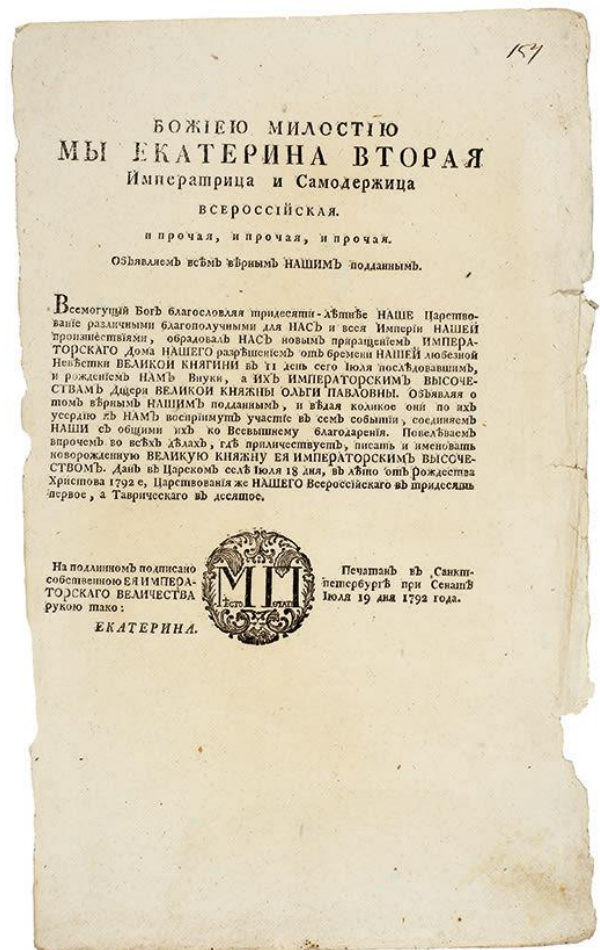 157
БОЖІЕЮ МИЛОСТІЮ
МЫ ЕКАТЕРИНА ВТОРАЯ
Императрица и Самодержица
ВСЕРОССІЙСКАЯ.
и прочая, и прочая, и прочая.
Объявляемъ всѣмъ вѣрнымъ НАШИМЪ подданнымъ.
Всемогущый Богъ благословляя тридесяти-лѣтнѣе НАШЕ Царство-
ваніе различными благополучными для НАСЪ и всея Имперіи НАШЕЙ
произшествіями, обрадовалъ НАСЪ новымъ приращеніемъ ИМПЕРА-
ТОРСКАГО Дома НАШЕГО разрѣшеніемъ отъ бремени НАШЕЙ любезной
Невѣстки ВЕЛИКОЙ КНЯГИНИ въ 11 день сего Іюля послѣдовавшимъ,
и рожденіемъ НАМЪ Внуки, а ИХЪ ИМПЕРАТОРСКИМЪ ВЫСОЧЕ-
СТВАМЪ Дщери ВЕЛИКОЙ КНЯЖНЫ ОЛЬГИ ПАВЛОВНЫ. Объявляя о
томъ вѣрнымъ НАШИМЪ подданнымъ, и вѣдая коликое они по ихъ
усердію къ НАМЪ воспріимутъ участіе въ семъ событіи, соединяемъ
НАШИ съ общими ихъ ко Всевышнему благодаренія. Повелѣваемъ
впрочемъ во всѣхъ дѣлахъ, гдѣ приличествуетъ, писать и именовать
новорожденную ВЕЛИКУЮ КНЯЖНУ ЕЯ ИМПЕРАТОРСКИМЪ ВЫСОЧЕ-
СТВОМЪ. Данъ въ Царскомъ селѣ Іюля 18 дня, въ лѣто отъ Рождества
Христова 1792 е, Царствованія же НАШЕГО Всероссійскаго въ тридесять
первое, а Таврическаго въ десятое.
На подлинномъ подписано
собственною ЕЯ ИМПЕРА-
ТОРСКАГО ВЕЛИЧЕСТВА
рукою тако:
ЕКАТЕРИНА.
МП
ѢСТО ЕЧАТИ
Печатанъ въ Санкт-
петербургѣ при Сенатѣ
Іюля 19 дня 1792 года.